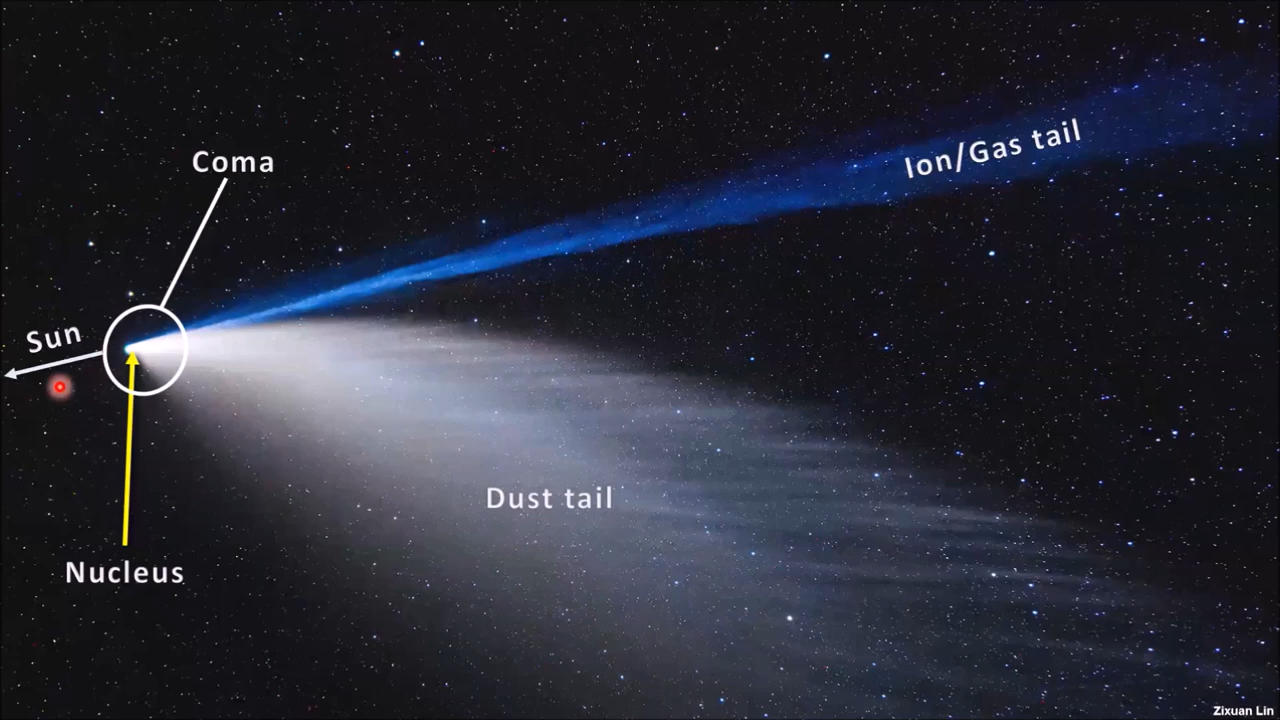 Coma
Ion/Gas tail
Sun
Dust tail
Nucleus
Zixuan Lin